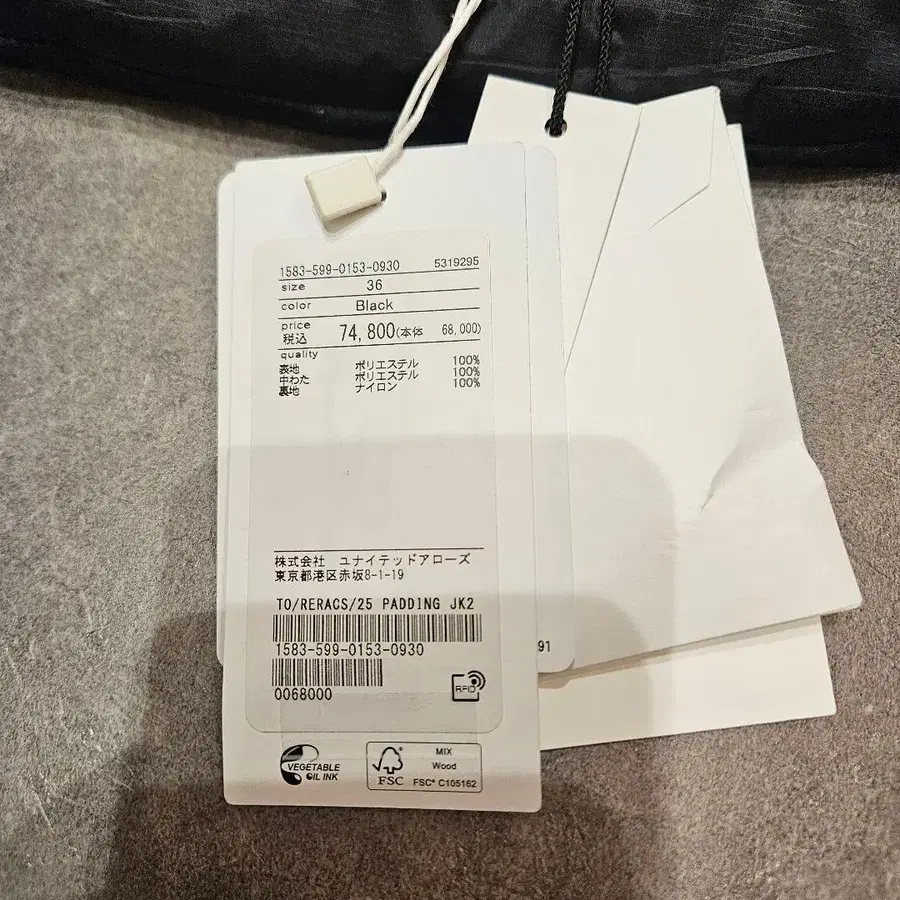 1583-599-0153-0930 5319295
size 36
color Black
price
税込 74,800(本体 68,000)
quality
表地 ポリエステル 100%
中わた ポリエステル 100%
裏地 ナイロン 100%
株式会社 ユナイテッドアローズ
東京都港区赤坂8-1-19
TO/RERACS/25 PADDING JK2
1583-599-0153-0930
91
0068000
RFID
VEGETABLE
OIL INK
FSC
MIX
Wood
FSC® C105162